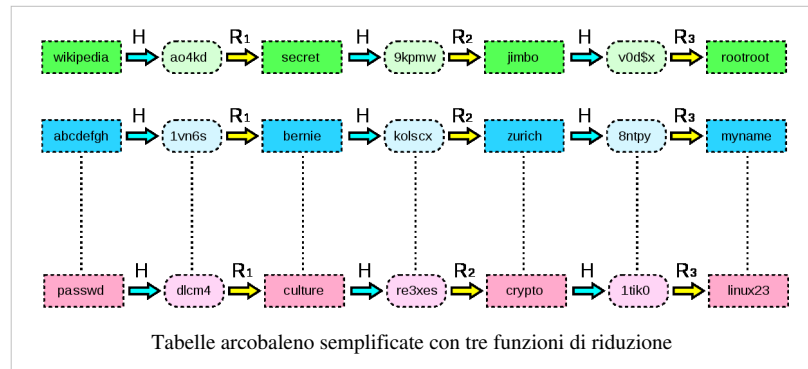 H R1 H R2 H R3
wikipedia ao4kd secret 9kpmw jimbo v0d$x rootroot
H R1 H R2 H R3
abcdefgh 1vn6s bernie kolscx zurich 8ntpy myname
H R1 H R2 H R3
passwd dlcm4 culture re3xes crypto 1tik0 linux23
Tabelle arcobaleno semplificate con tre funzioni di riduzione